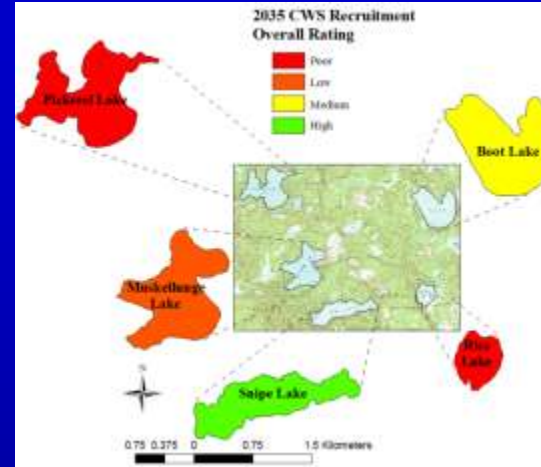 2035 CWS Recruitment
Overall Rating
Poor
Low
Medium
High
Pickerel Lake
Boot Lake
Muskellunge
Lake
Rice
Lake
Snipe Lake
N
0.75 0.375 0 0.75 1.5 Kilometers